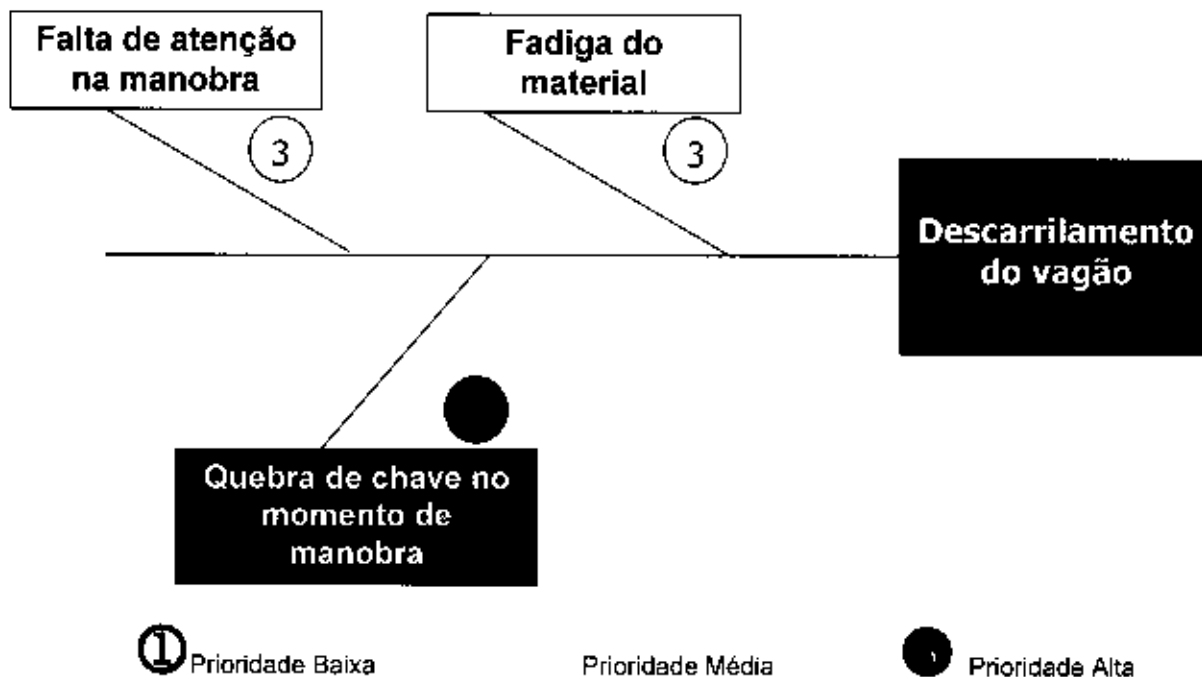 Falta de atenção
na manobra
3
Fadiga do
material
3
Descarrilamento
do vagão
Quebra de chave no
momento de
manobra
1 Prioridade Baixa
Prioridade Média
Prioridade Alta